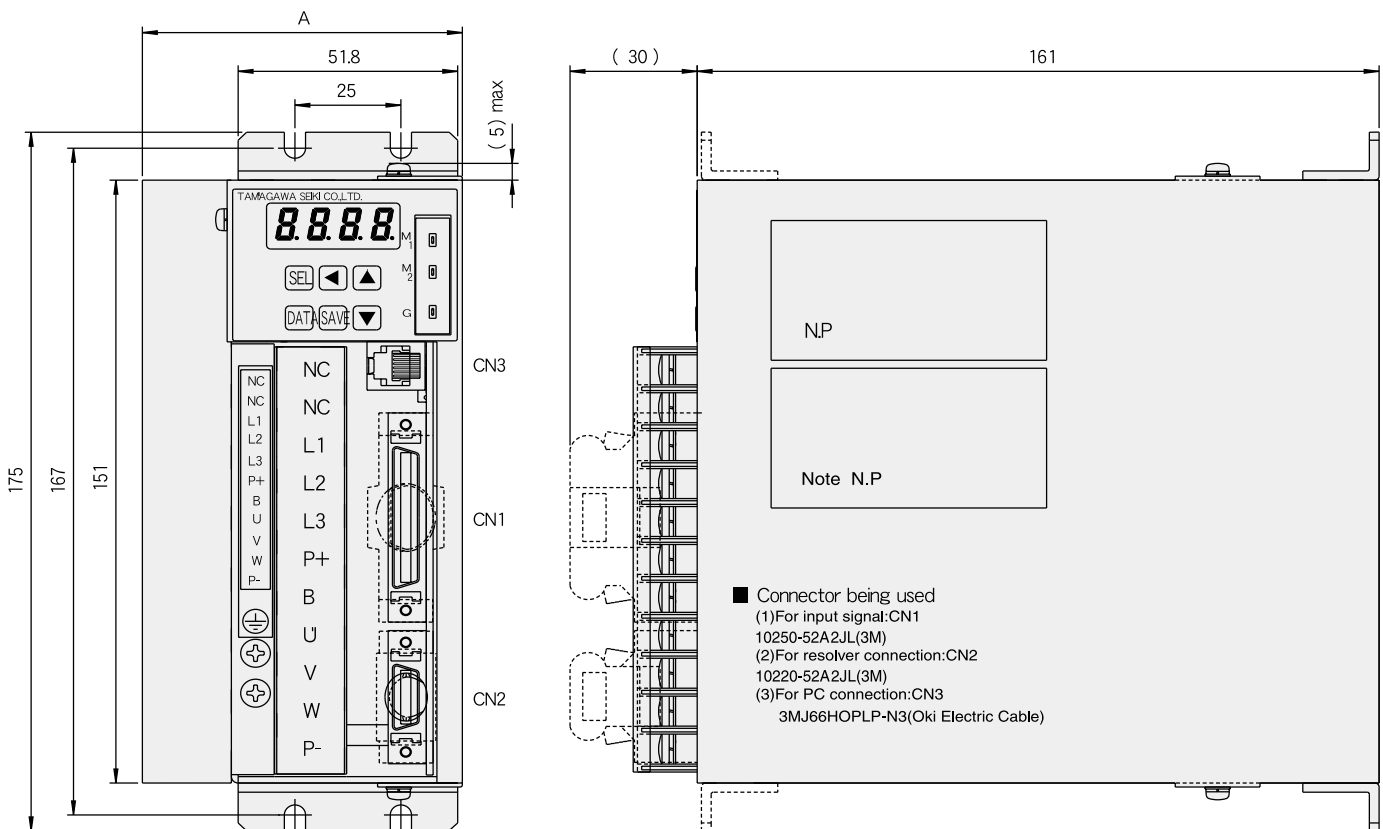 A
51.8
25
( 5 ) max
( 30 )
161
175
167
151
TAMAGAWA SEIKI CO.,LTD.
8.8.8.8.
M1
M2
G
SEL
DATA
SAVE
NC
NC
L1
L2
L3
P+
B
U
V
W
P-
NC
NC
L1
L2
L3
P+
B
U
V
W
P-
CN3
CN1
CN2
N.P
Note N.P
■ Connector being used
(1)For input signal:CN1
10250-52A2JL(3M)
(2)For resolver connection:CN2
10220-52A2JL(3M)
(3)For PC connection:CN3
3MJ66HOPLP-N3(Oki Electric Cable)